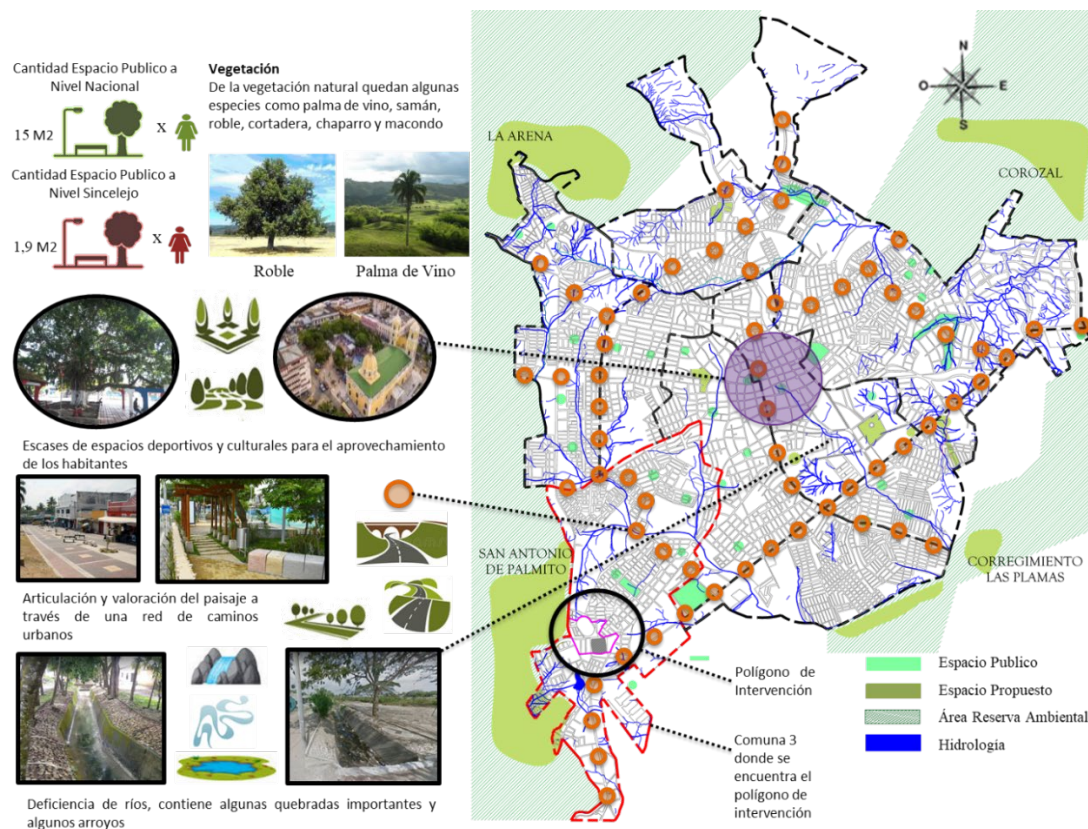 Cantidad Espacio Publico a
Nivel Nacional
15 M2
X
Cantidad Espacio Publico a
Nivel Sincelejo
1,9 M2
X
Vegetación
De la vegetación natural quedan algunas
especies como palma de vino, samán,
roble, cortadera, chaparro y macondo
Roble
Palma de Vino
Escases de espacios deportivos y culturales para el aprovechamiento
de los habitantes
Articulación y valoración del paisaje a
través de una red de caminos
urbanos
Deficiencia de ríos, contiene algunas quebradas importantes y
algunos arroyos
LA ARENA
N
O
E
S
COROZAL
SAN ANTONIO
DE PALMITO
CORREGIMIENTO
LAS PLAMAS
Polígono de
Intervención
Comuna 3
donde se
encuentra el
polígono de
intervención
Espacio Publico
Espacio Propuesto
Área Reserva Ambiental
Hidrología